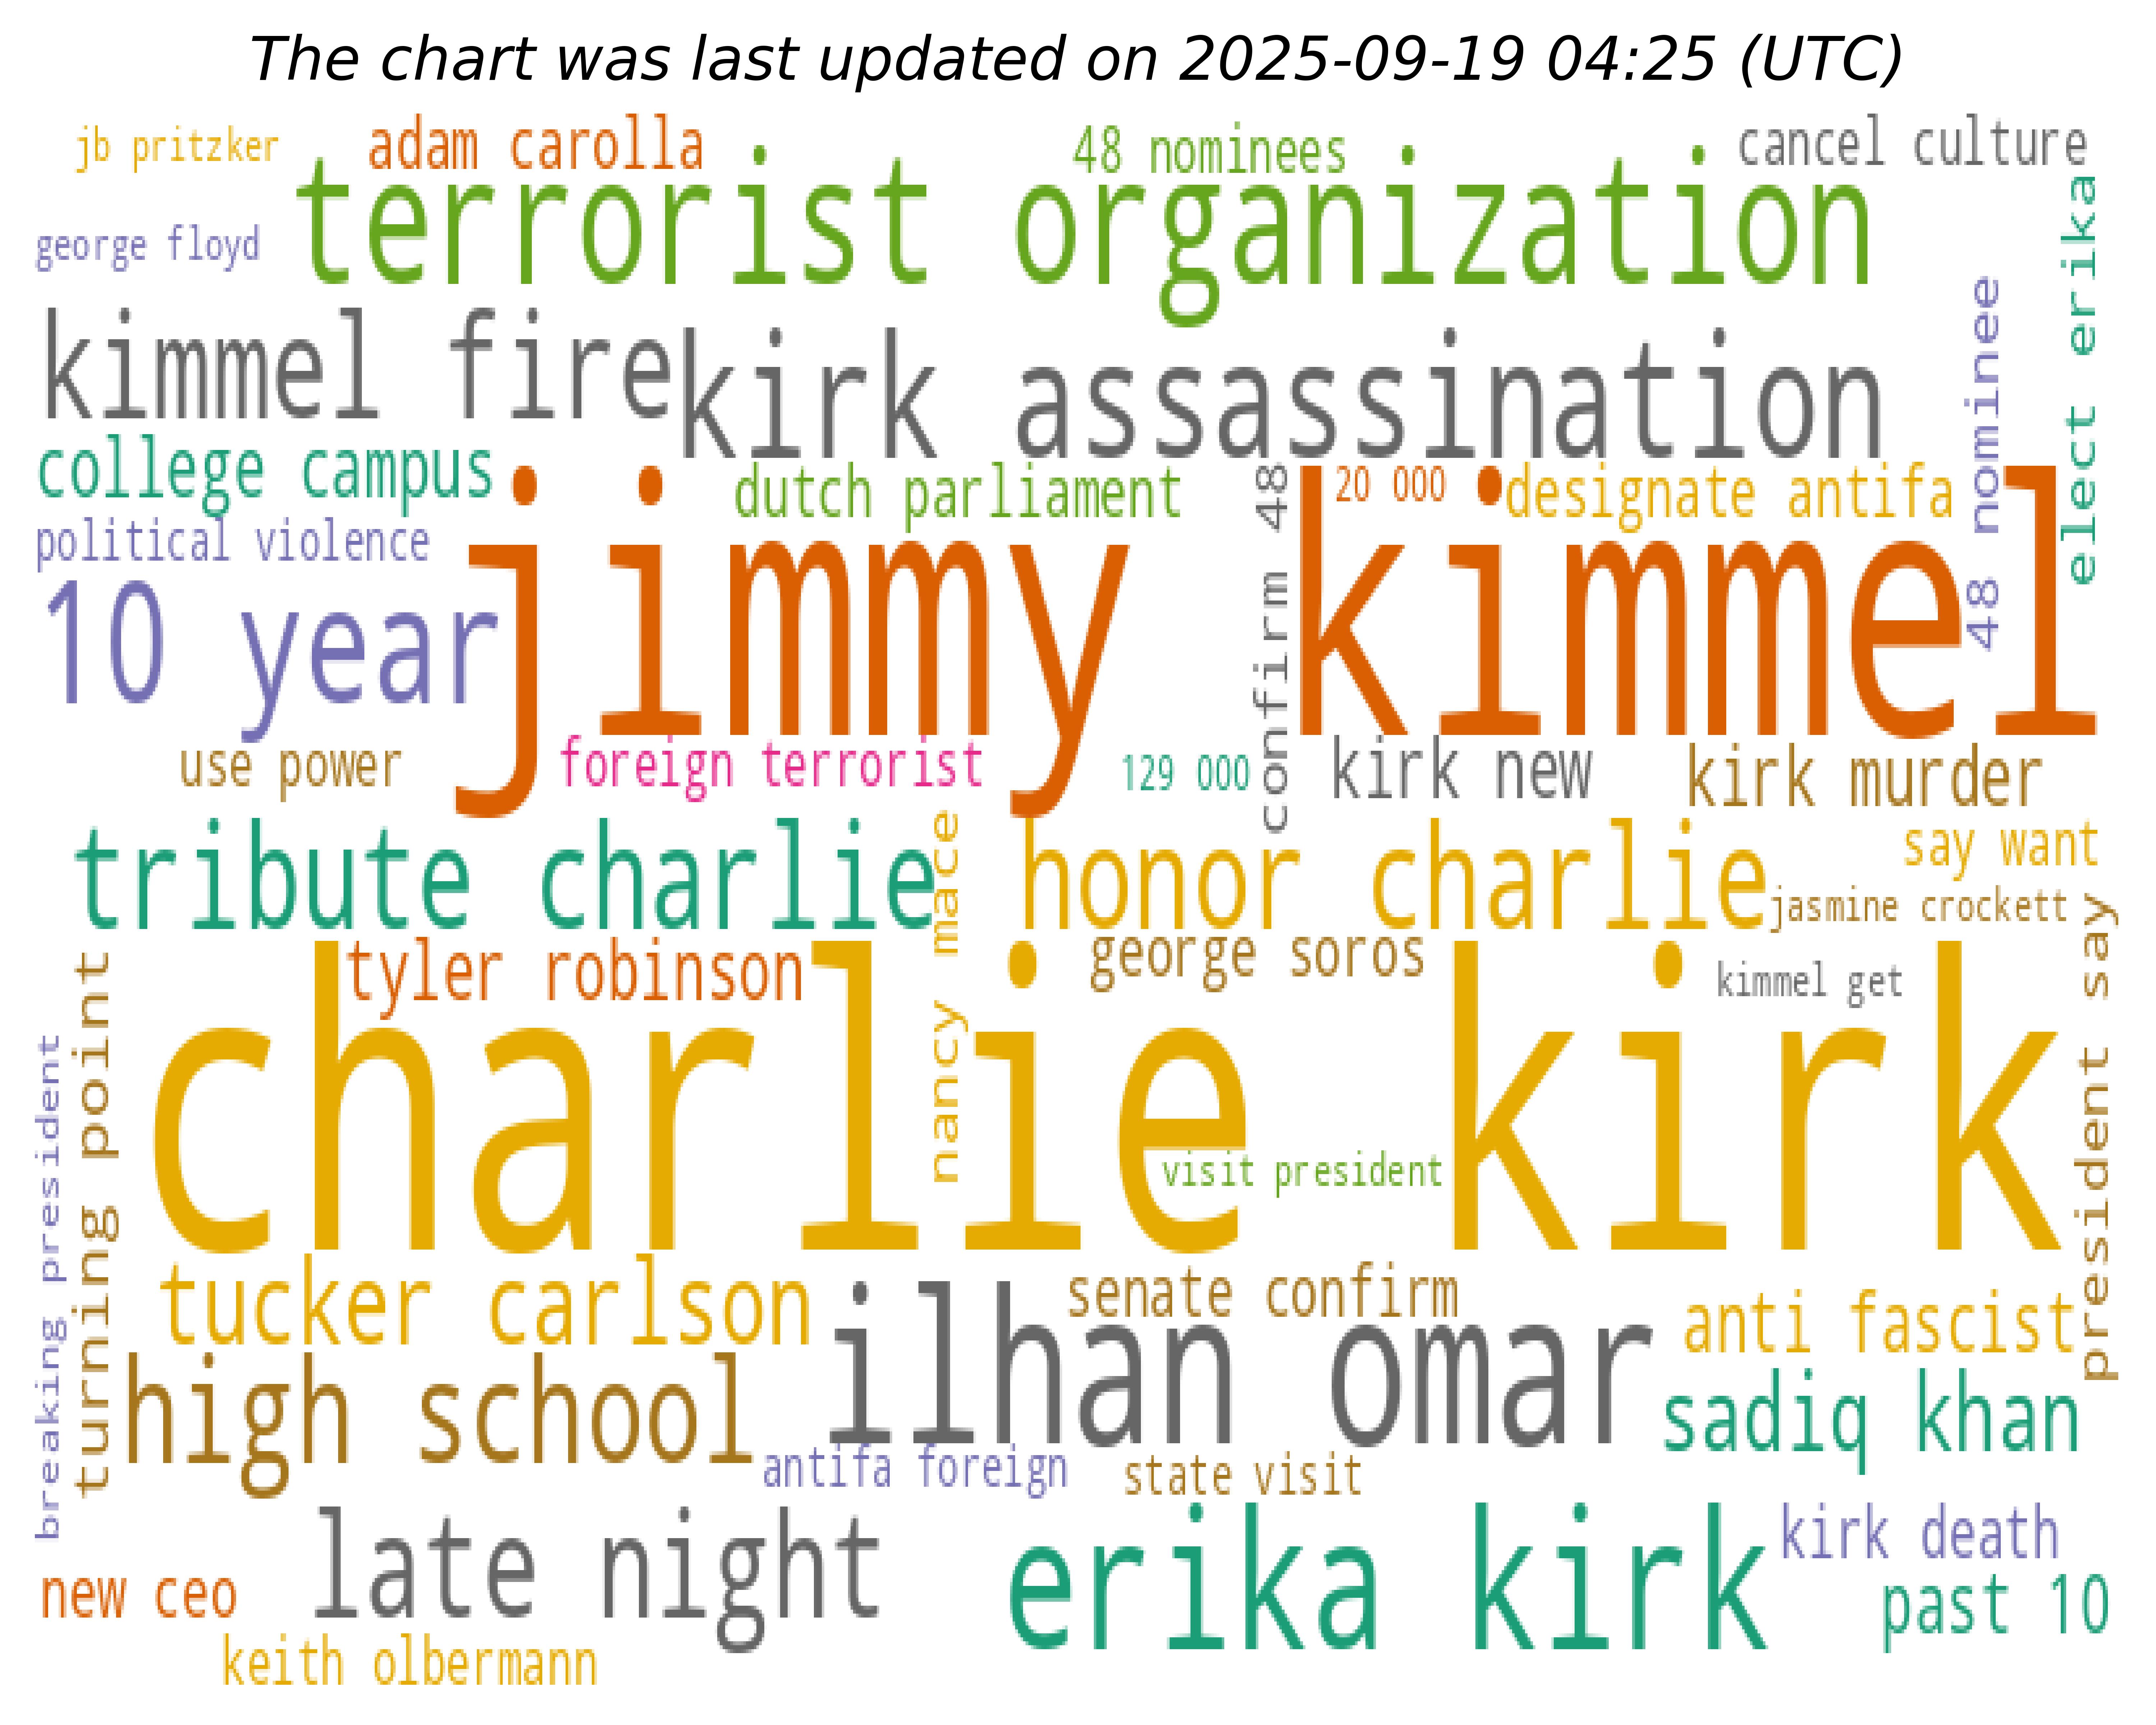 The chart was last updated on 2025-09-19 04:25 (UTC)
jb pritzker
adam carolla
48 nominees
cancel culture
terrorist organization
george floyd
elect erika
kimmel fire
kirk assassination
48 nominee
college campus
dutch parliament
confirm 48
20 000
designate antifa
political violence
jimmy kimmel
10 year
use power
foreign terrorist
129 000
kirk new
kirk murder
tribute charlie
nancy mace
honor charlie
say want
jasmine crockett
president say
tyler robinson
george soros
kimmel get
turning point
breaking president
charlie kirk
visit president
tucker carlson
senate confirm
ilhan omar
anti fascist
high school
sadiq khan
antifa foreign
state visit
late night
erika kirk
kirk death
new ceo
past 10
keith olbermann